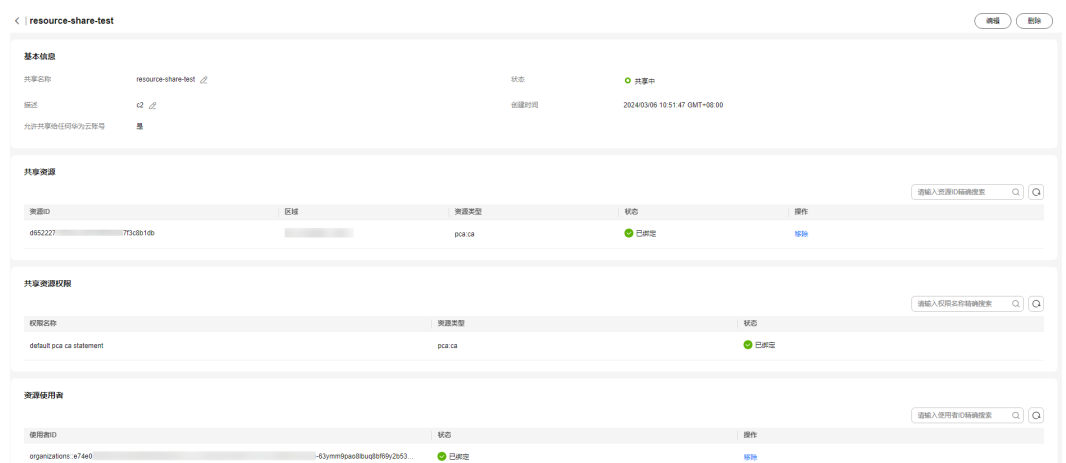 resource-share-test
编辑
删除
基本信息
共享名称
resource-share-test
状态
共享中
描述
c2
创建时间
2024/03/06 10:51:47 GMT+08:00
允许共享给任何华为云账号
是
共享资源
请输入资源ID精确搜索
资源ID
区域
资源类型
状态
操作
d652227
7f3c8b1db
pca:ca
已绑定
移除
共享资源权限
请输入权限名称精确搜索
权限名称
资源类型
状态
default pca ca statement
pca:ca
已绑定
资源使用者
请输入使用者ID精确搜索
使用者ID
状态
操作
organizations::e74e0
-63ymm9pao8lbuq8bf69y2b53...
已绑定
移除